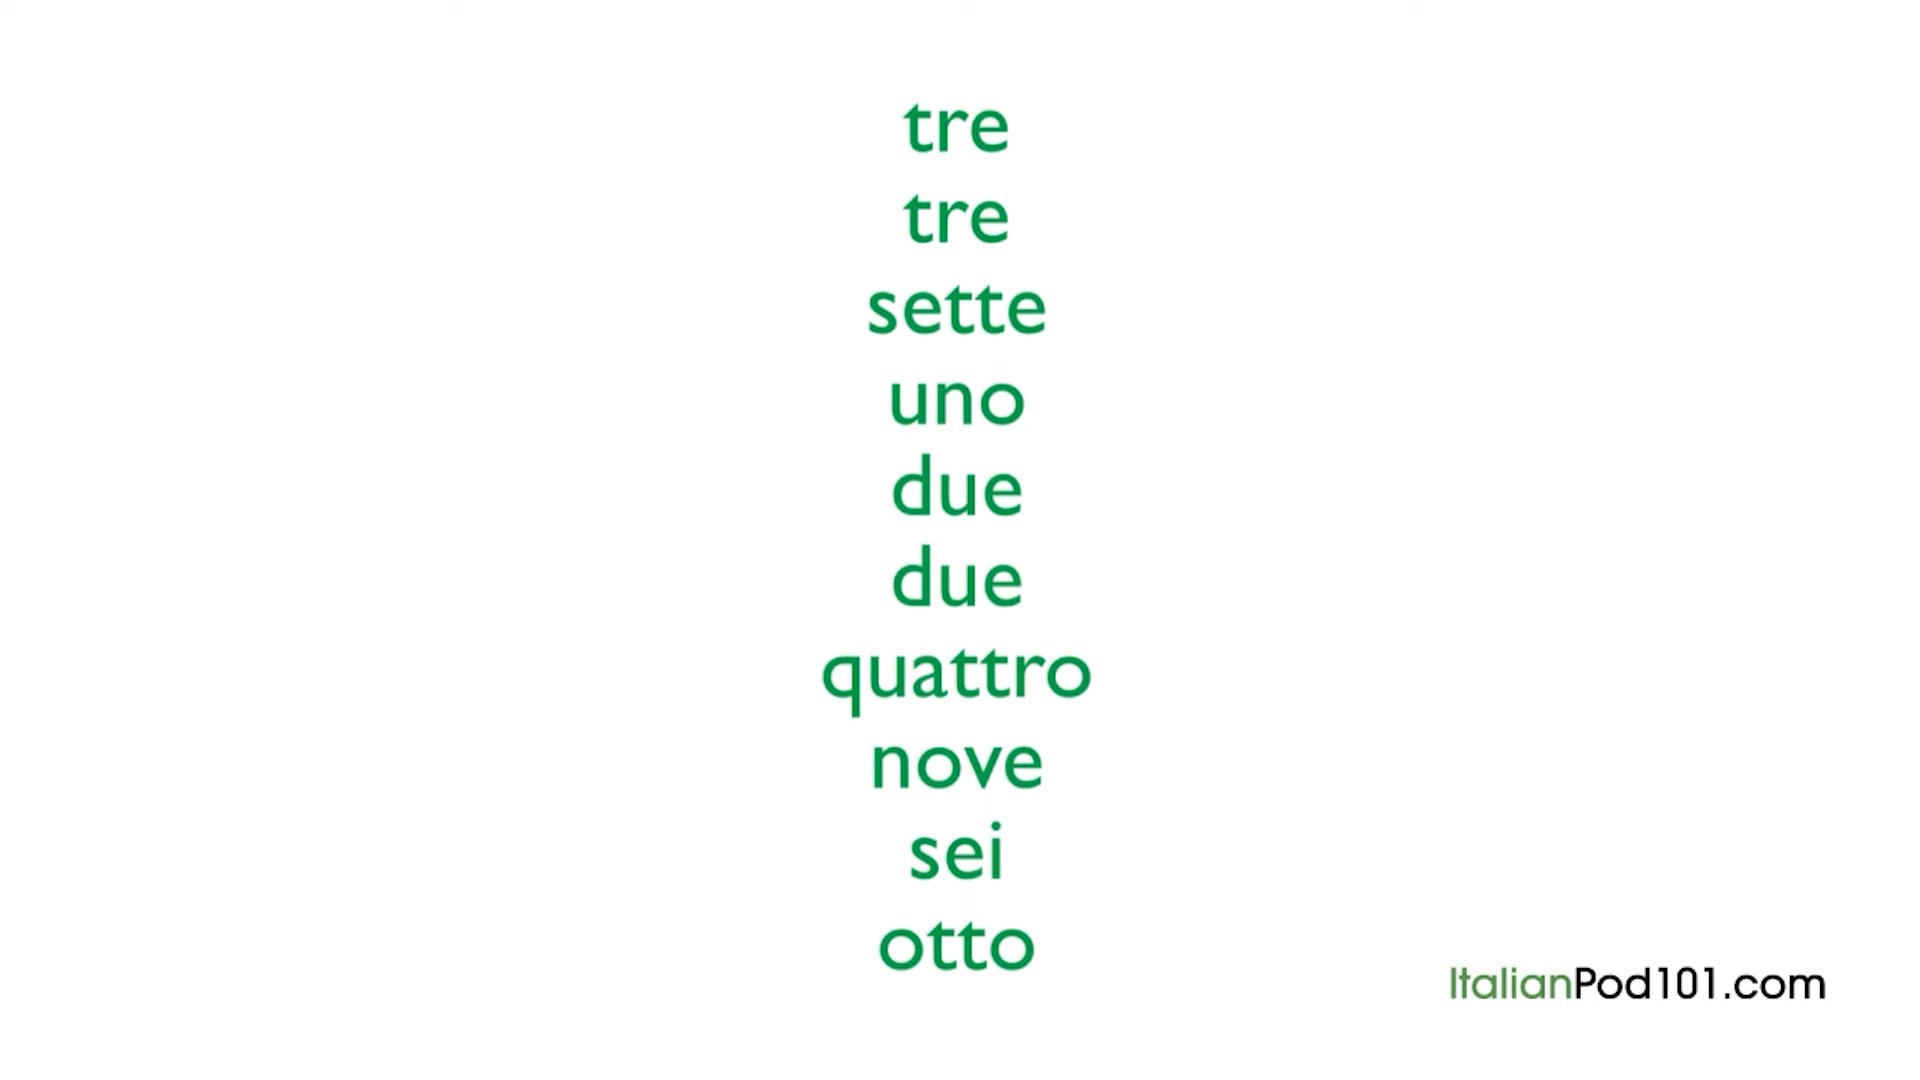 tre
tre
sette
uno
due
due
quattro
nove
sei
otto
ItalianPod101.com